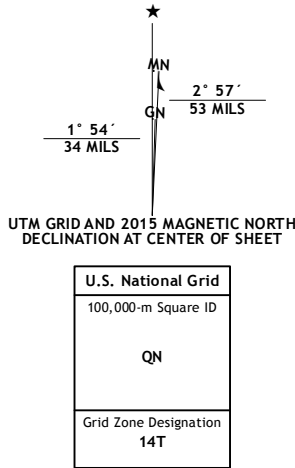 MN
2° 57´
53 MILS
GN
1° 54´
34 MILS
UTM GRID AND 2015 MAGNETIC NORTH
DECLINATION AT CENTER OF SHEET
U.S. National Grid
100,000-m Square ID
QN
Grid Zone Designation
14T